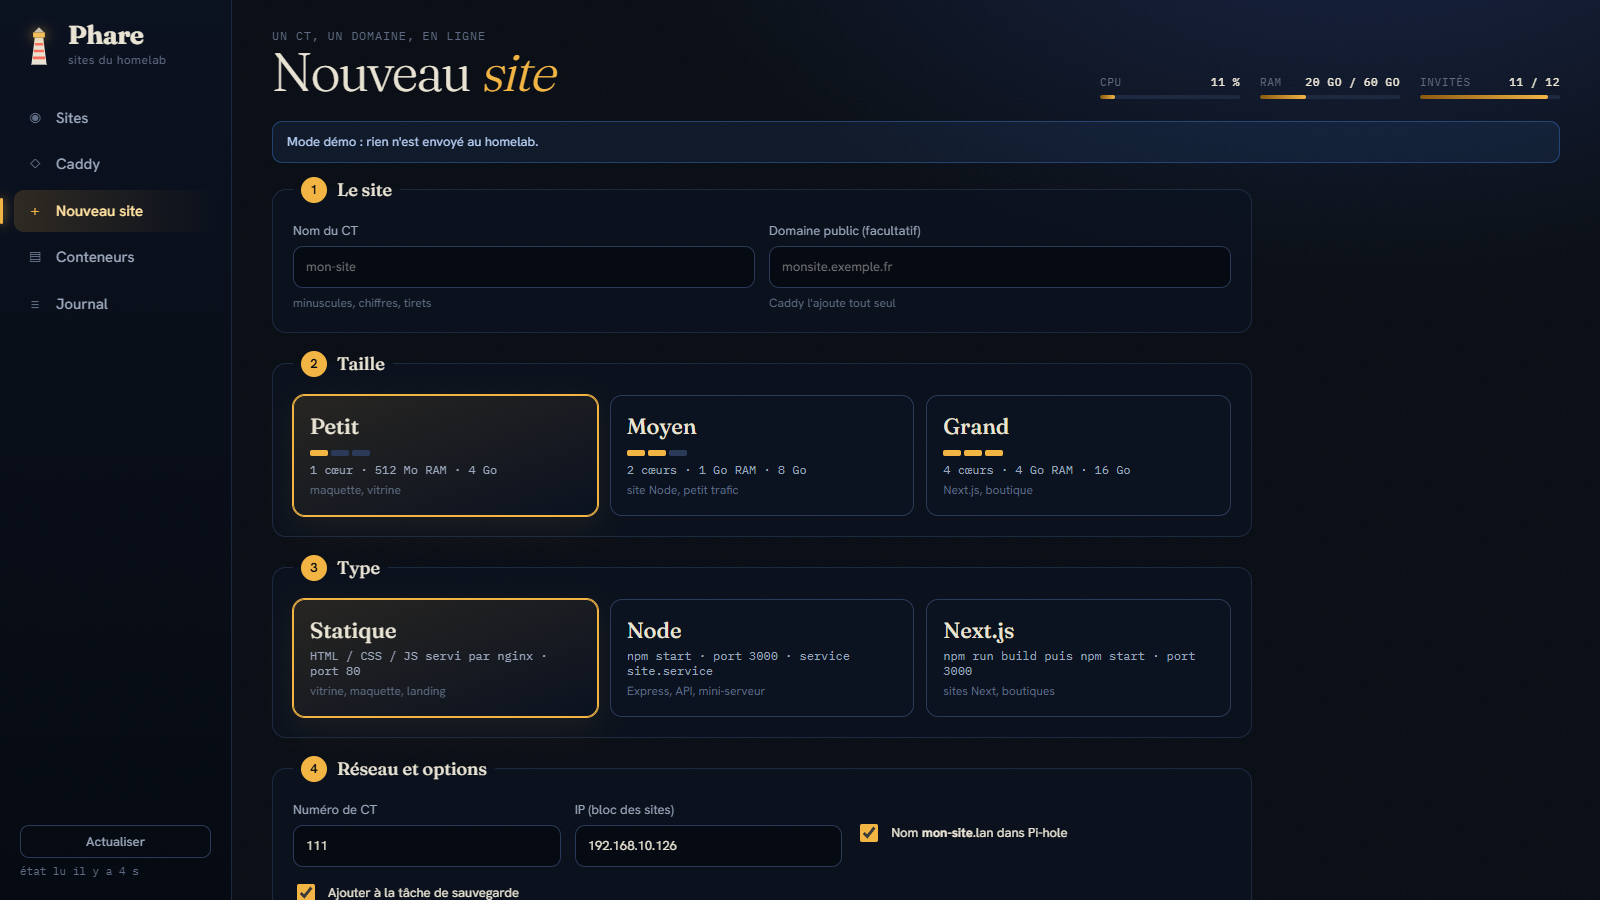 Phare
sites du homelab
Sites
Caddy
Nouveau site
Conteneurs
Journal
Actualiser
état lu il y a 4 s
UN CT, UN DOMAINE, EN LIGNE
Nouveau site
CPU 11 %
RAM 20 GO / 60 GO
INVITÉS 11 / 12
Mode démo : rien n'est envoyé au homelab.
1 Le site
Nom du CT
mon-site
minuscules, chiffres, tirets
Domaine public (facultatif)
monsite.exemple.fr
Caddy l'ajoute tout seul
2 Taille
Petit
1 cœur · 512 Mo RAM · 4 Go
maquette, vitrine
Moyen
2 cœurs · 1 Go RAM · 8 Go
site Node, petit trafic
Grand
4 cœurs · 4 Go RAM · 16 Go
Next.js, boutique
3 Type
Statique
HTML / CSS / JS servi par nginx ·
port 80
vitrine, maquette, landing
Node
npm start · port 3000 · service
site.service
Express, API, mini-serveur
Next.js
npm run build puis npm start · port
3000
sites Next, boutiques
4 Réseau et options
Numéro de CT
111
IP (bloc des sites)
192.168.10.126
Nom mon-site.lan dans Pi-hole
Ajouter à la tâche de sauvegarde